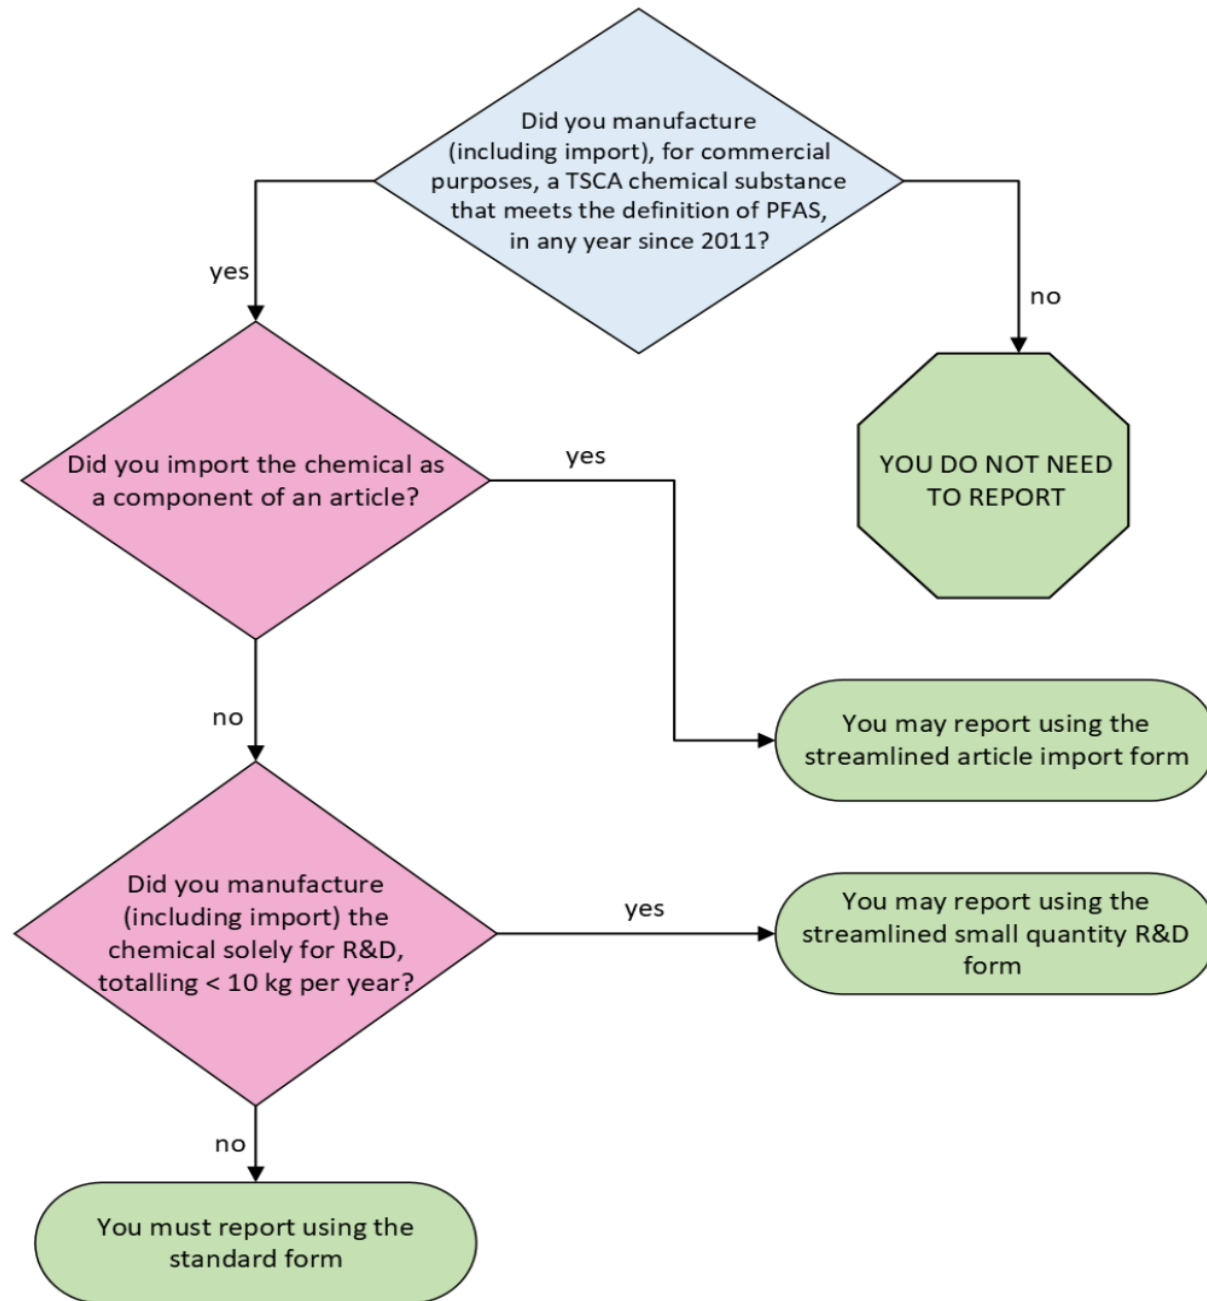 Did you manufacture
(including import), for commercial
purposes, a TSCA chemical substance
that meets the definition of PFAS,
in any year since 2011?
yes
no
Did you import the chemical as
a component of an article?
yes
YOU DO NOT NEED
TO REPORT
no
You may report using the
streamlined article import form
Did you manufacture
(including import) the
chemical solely for R&D,
totalling < 10 kg per year?
yes
You may report using the
streamlined small quantity R&D
form
no
You must report using the
standard form